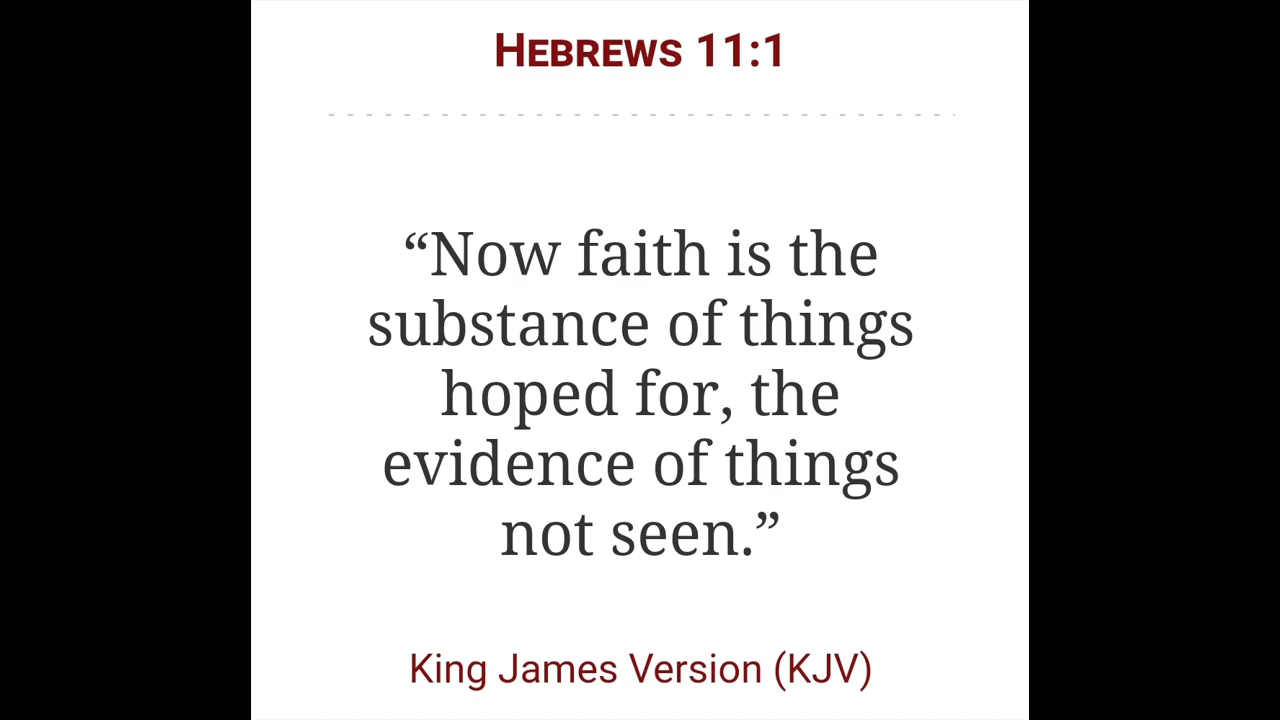 HEBREWS 11:1
“Now faith is the
substance of things
hoped for, the
evidence of things
not seen.”
King James Version (KJV)